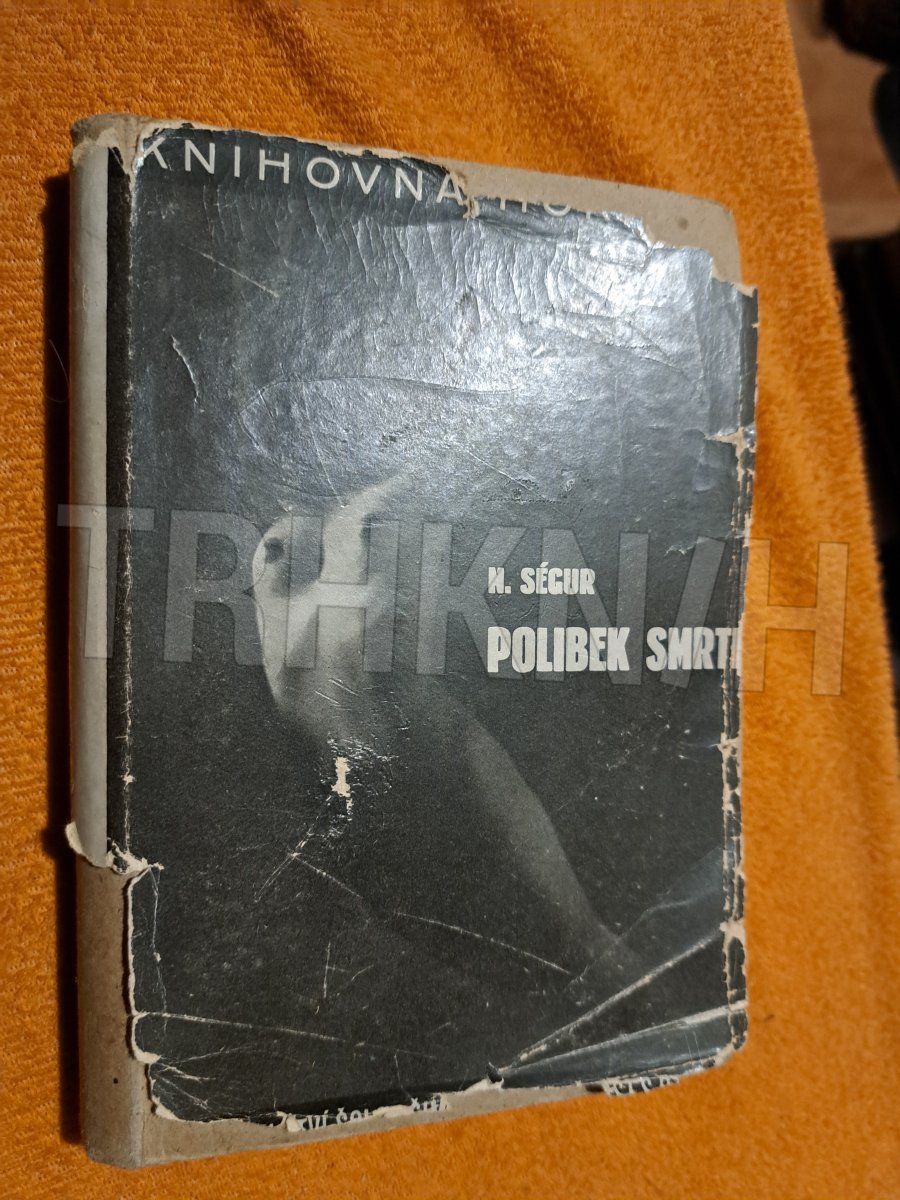 KNIHOVNA
N. SÉGUR
POLIBEK SMRTI
TRHKNIH